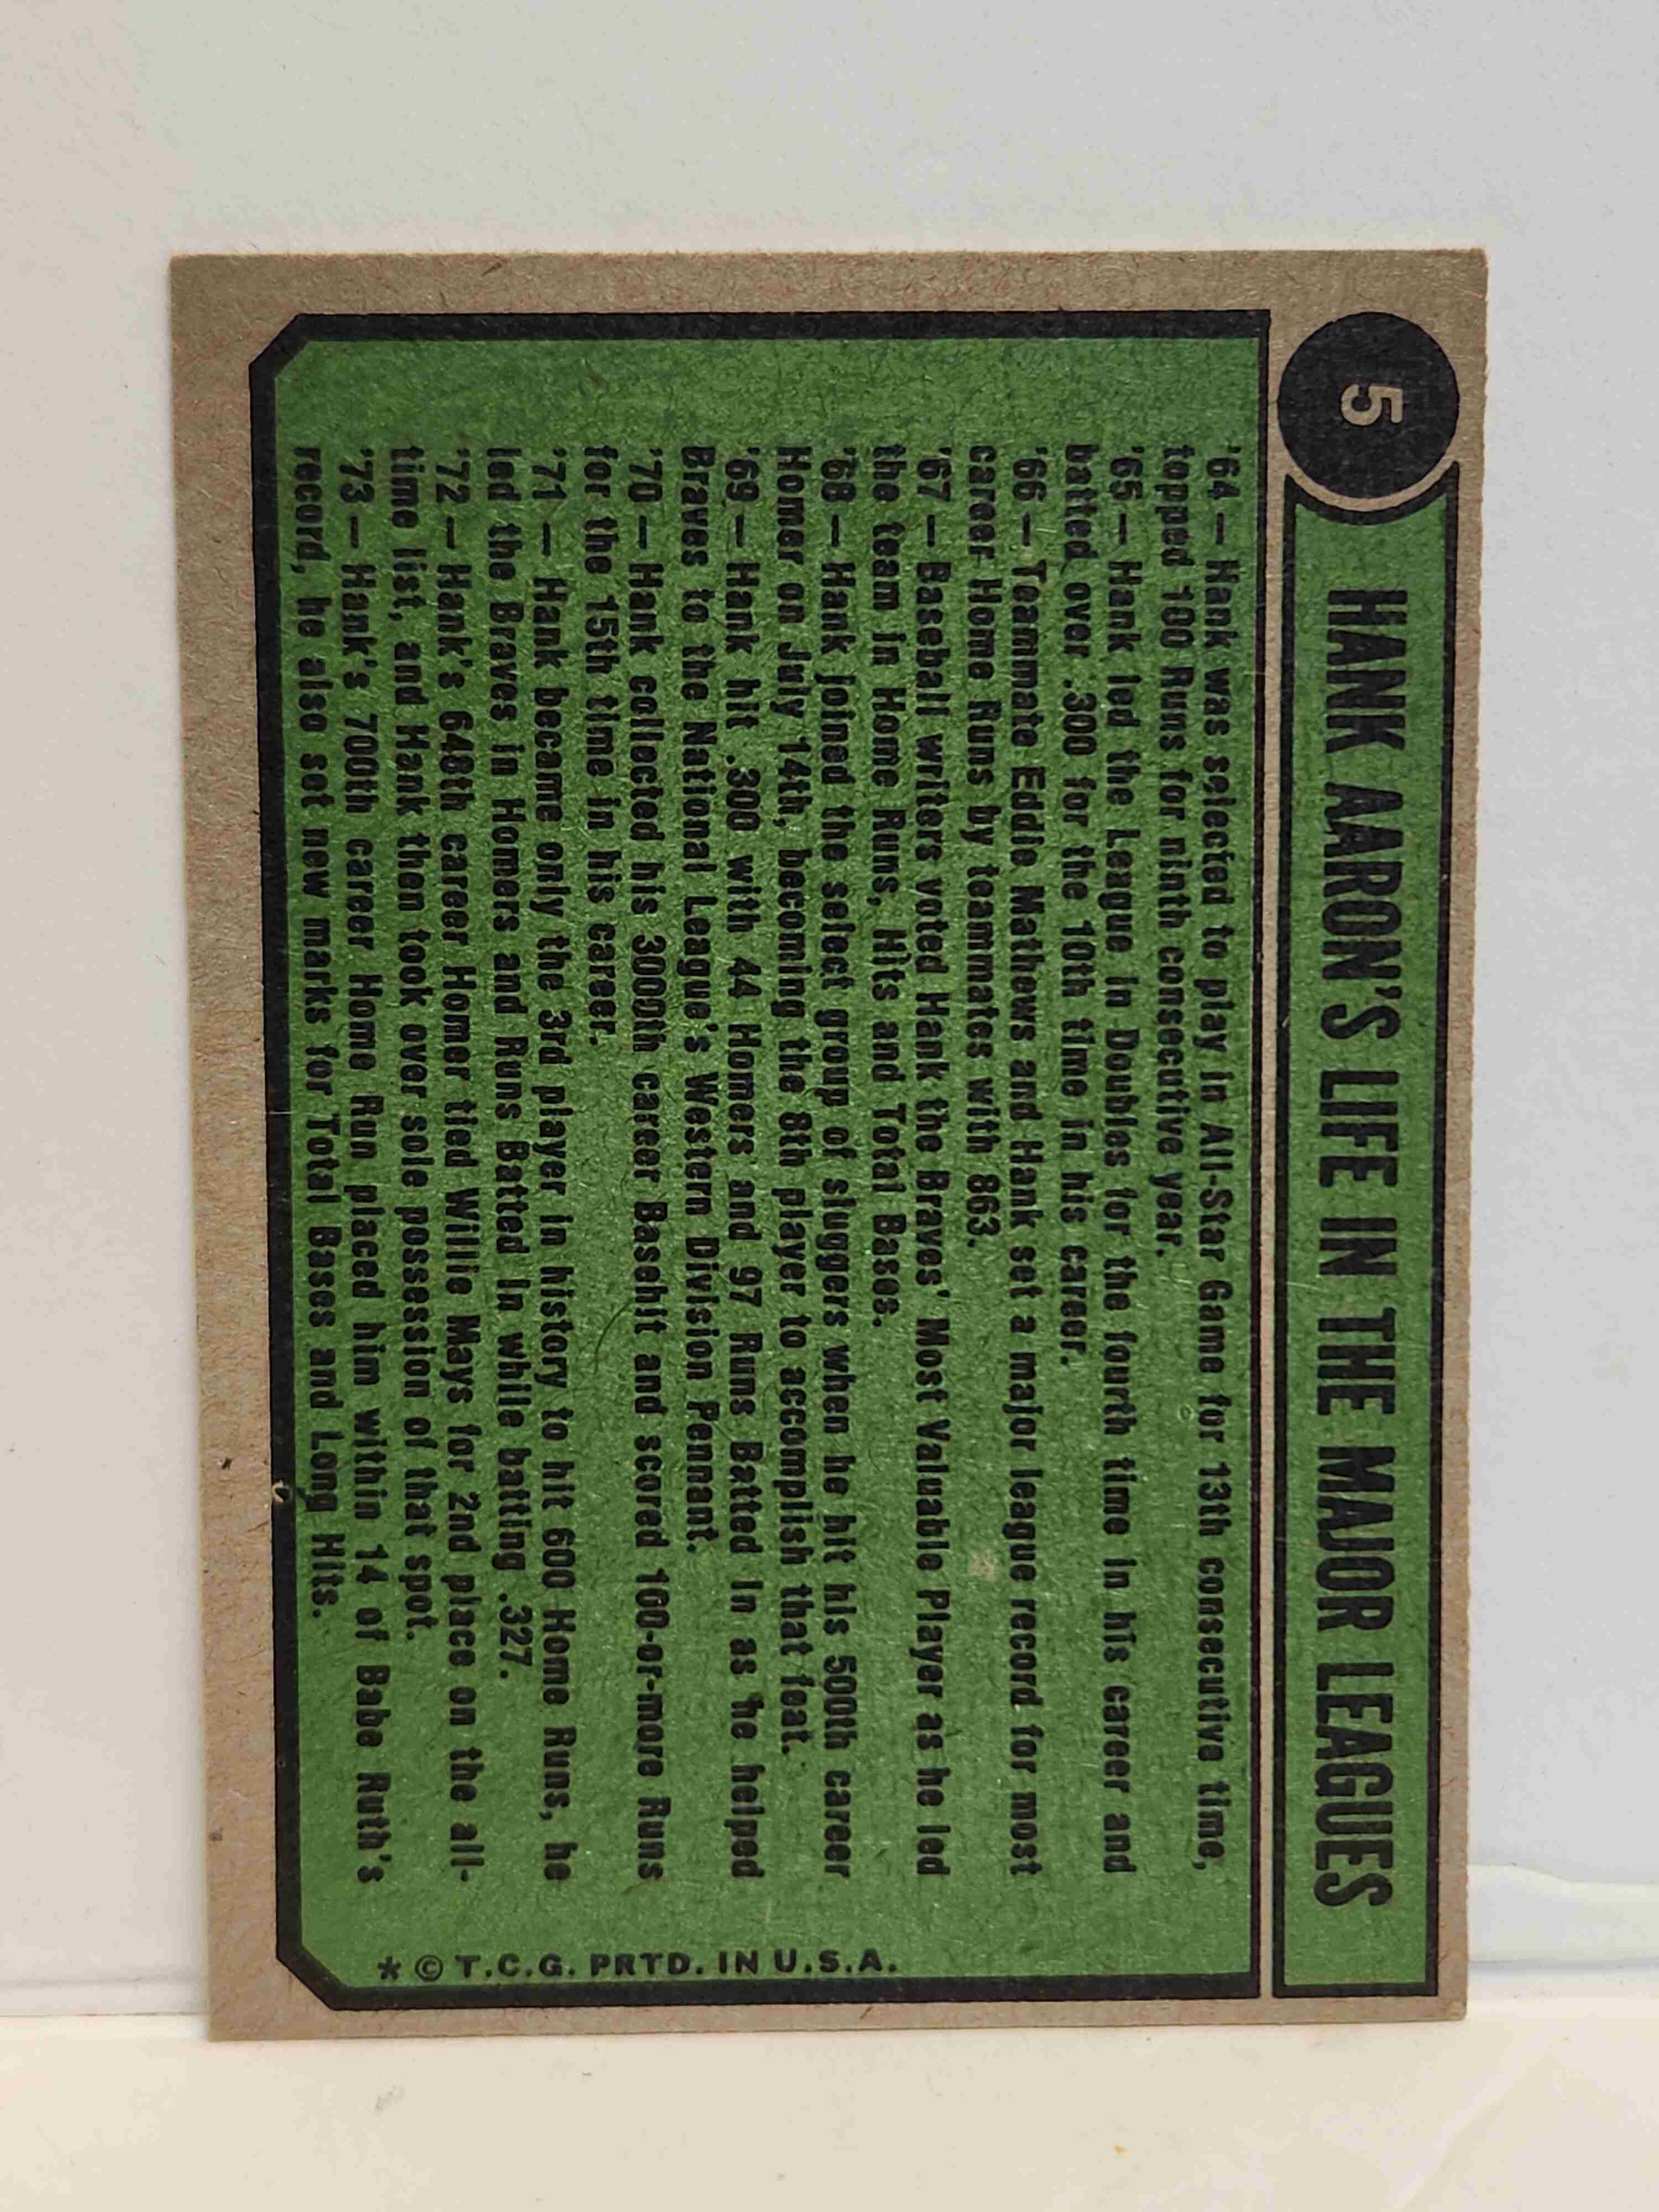 5
HANK AARON'S LIFE IN THE MAJOR LEAGUES
'64 — Hank was selected to play in All-Star Game for 13th consecutive time,
topped 100 Runs for ninth consecutive year.
'65 — Hank led the League in Doubles for the fourth time in his career and
batted over .300 for the 10th time in his career.
'66 — Teammate Eddie Mathews and Hank set a major league record for most
career Home Runs by teammates with 863.
'67 — Baseball writers voted Hank the Braves' Most Valuable Player as he led
the team in Home Runs, Hits and Total Bases.
'68 — Hank joined the select group of sluggers when he hit his 500th career
Homer on July 14th, becoming the 8th player to accomplish that feat.
'69 — Hank hit .300 with 44 Homers and 97 Runs Batted In as he helped
Braves to the National League's Western Division Pennant.
'70 — Hank collected his 3000th career Basehit and scored 100-or-more Runs
for the 15th time in his career.
'71 — Hank became only the 3rd player in history to hit 600 Home Runs, he
led the Braves in Homers and Runs Batted In while batting .327.
'72 — Hank's 648th career Homer tied Willie Mays for 2nd place on the all-
time list, and Hank then took over sole possession of that spot.
'73 — Hank's 700th career Home Run placed him within 14 of Babe Ruth's
record, he also set new marks for Total Bases and Long Hits.
* © T.C.G. PRTD. IN U.S.A.